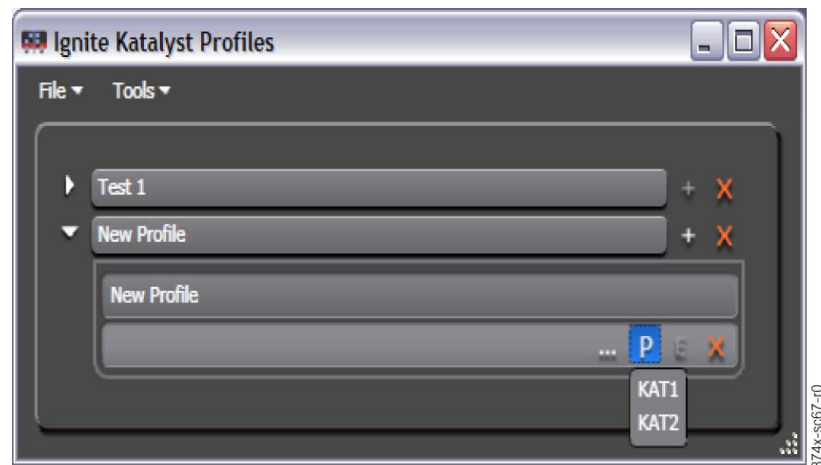 Ignite Katalyst Profiles
File Tools
Test 1 + X
New Profile + X
New Profile
... P E X
KAT1
KAT2
374x-sc67-r0